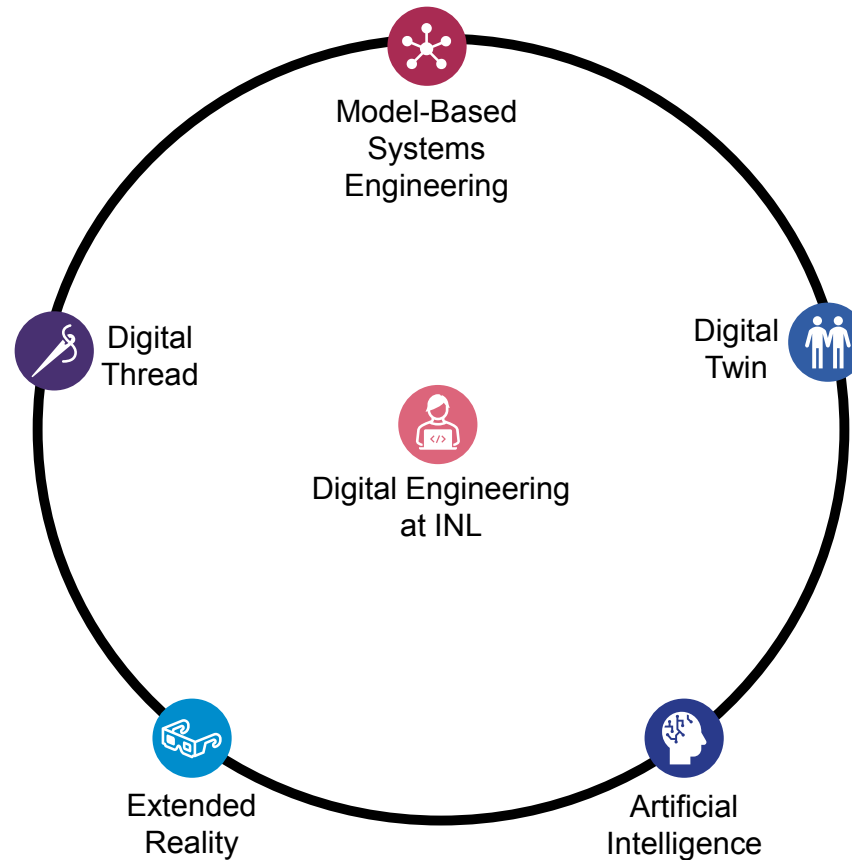 Model-Based
Systems
Engineering
Digital
Thread
Digital
Twin
</>
Digital Engineering
at INL
Extended
Reality
Artificial
Intelligence